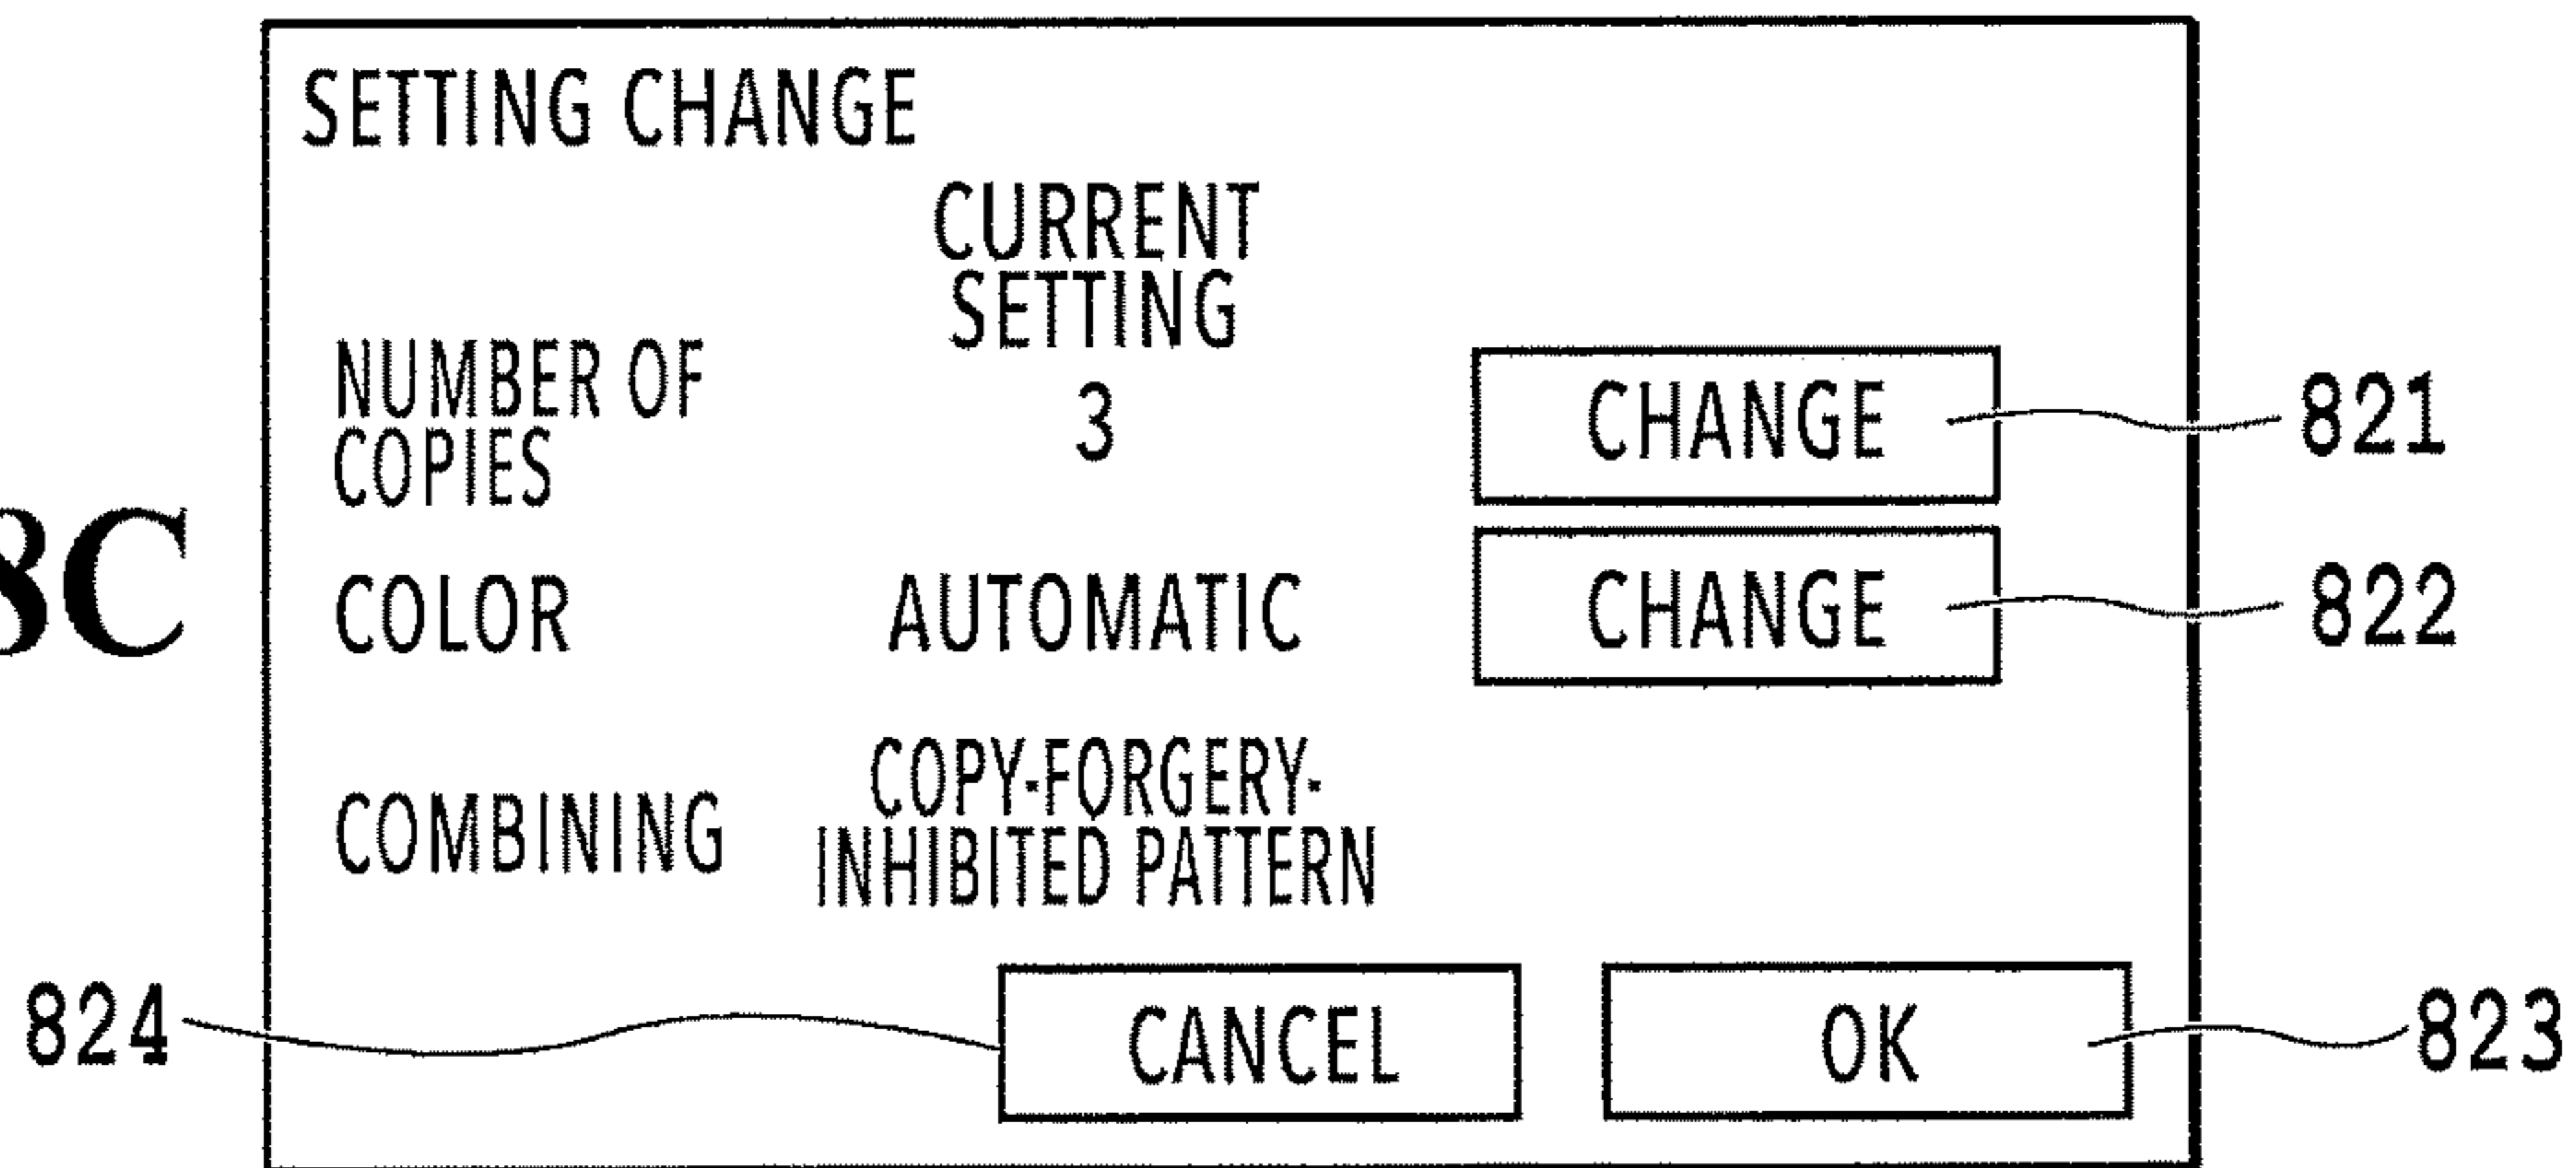 SETTING CHANGE
CURRENT
SETTING
NUMBER OF
COPIES
3
CHANGE
821
8C
COLOR
AUTOMATIC
CHANGE
822
COMBINING
COPY-FORGERY-
INHIBITED PATTERN
824
CANCEL
OK
823